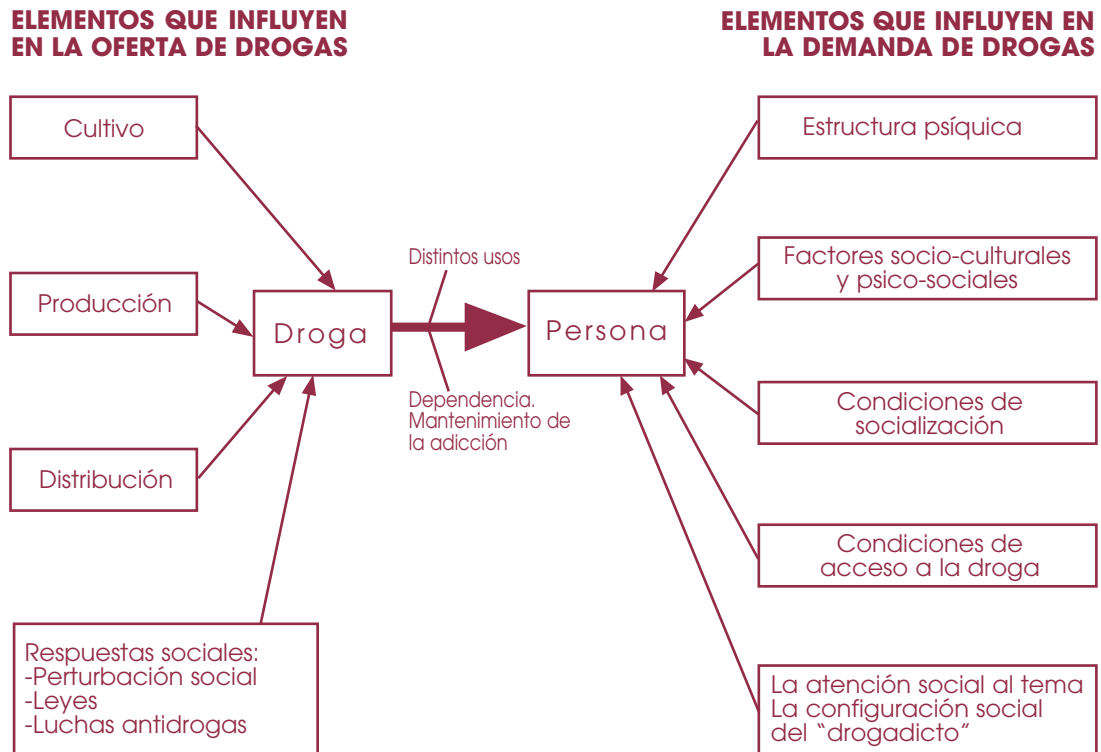 ELEMENTOS QUE INFLUYEN
EN LA OFERTA DE DROGAS
ELEMENTOS QUE INFLUYEN EN
LA DEMANDA DE DROGAS
Cultivo
Producción
Distribución
Respuestas sociales:
-Perturbación social
-Leyes
-Luchas antidrogas
Droga
Distintos usos
Dependencia.
Mantenimiento de
la adicción
Persona
Estructura psíquica
Factores socio-culturales
y psico-sociales
Condiciones de
socialización
Condiciones de
acceso a la droga
La atención social al tema
La configuración social
del “drogadicto”